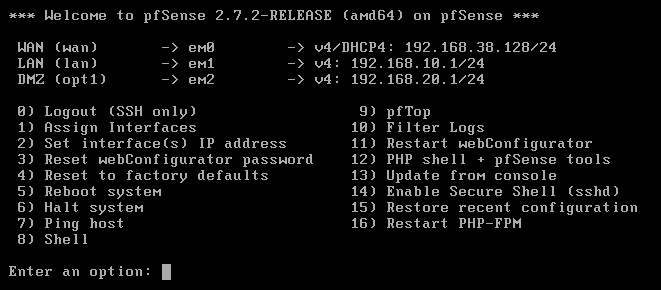 *** Welcome to pfSense 2.7.2-RELEASE (amd64) on pfSense ***
WAN (wan) -> em0 -> v4/DHCP4: 192.168.38.128/24
LAN (lan) -> em1 -> v4: 192.168.10.1/24
DMZ (opt1) -> em2 -> v4: 192.168.20.1/24
0) Logout (SSH only) 9) pfTop
1) Assign Interfaces 10) Filter Logs
2) Set interface(s) IP address 11) Restart webConfigurator
3) Reset webConfigurator password 12) PHP shell + pfSense tools
4) Reset to factory defaults 13) Update from console
5) Reboot system 14) Enable Secure Shell (sshd)
6) Halt system 15) Restore recent configuration
7) Ping host 16) Restart PHP-FPM
8) Shell
Enter an option: